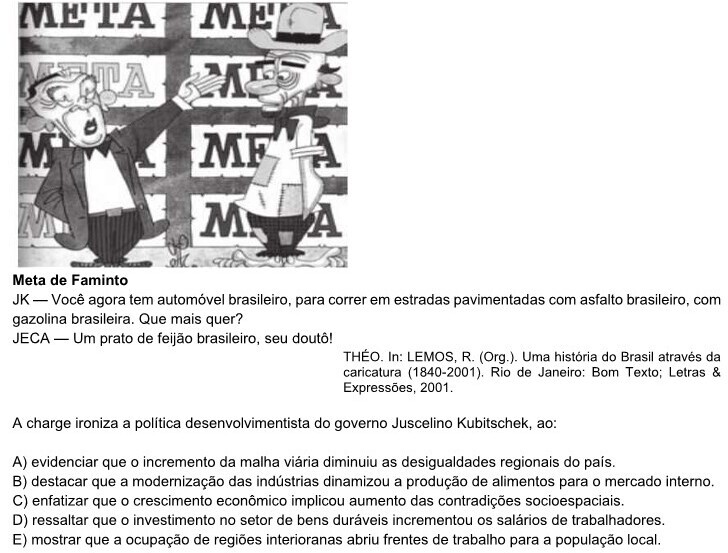 META META
META META
META META
META META
Meta de Faminto
JK — Você agora tem automóvel brasileiro, para correr em estradas pavimentadas com asfalto brasileiro, com
gazolina brasileira. Que mais quer?
JECA — Um prato de feijão brasileiro, seu doutô!
THÉO. In: LEMOS, R. (Org.). Uma história do Brasil através da
caricatura (1840-2001). Rio de Janeiro: Bom Texto; Letras &
Expressões, 2001.
A charge ironiza a política desenvolvimentista do governo Juscelino Kubitschek, ao:
A) evidenciar que o incremento da malha viária diminuiu as desigualdades regionais do país.
B) destacar que a modernização das indústrias dinamizou a produção de alimentos para o mercado interno.
C) enfatizar que o crescimento econômico implicou aumento das contradições socioespaciais.
D) ressaltar que o investimento no setor de bens duráveis incrementou os salários de trabalhadores.
E) mostrar que a ocupação de regiões interioranas abriu frentes de trabalho para a população local.